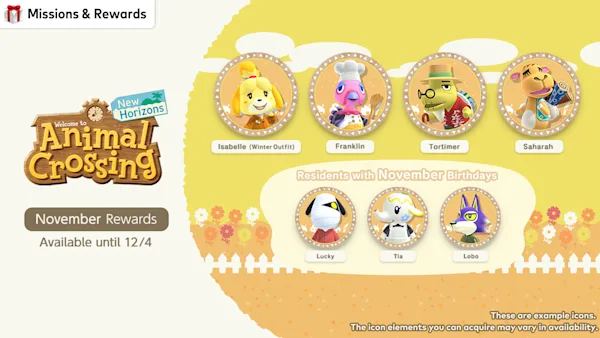 Missions & Rewards
Welcome to
New
Horizons
Animal
Crossing
November Rewards
Available until 12/4
Isabelle (Winter Outfit)
Franklin
Tortimer
Saharah
Residents with November Birthdays
Lucky
Tia
Lobo
These are example icons.
The icon elements you can acquire may vary in availability.